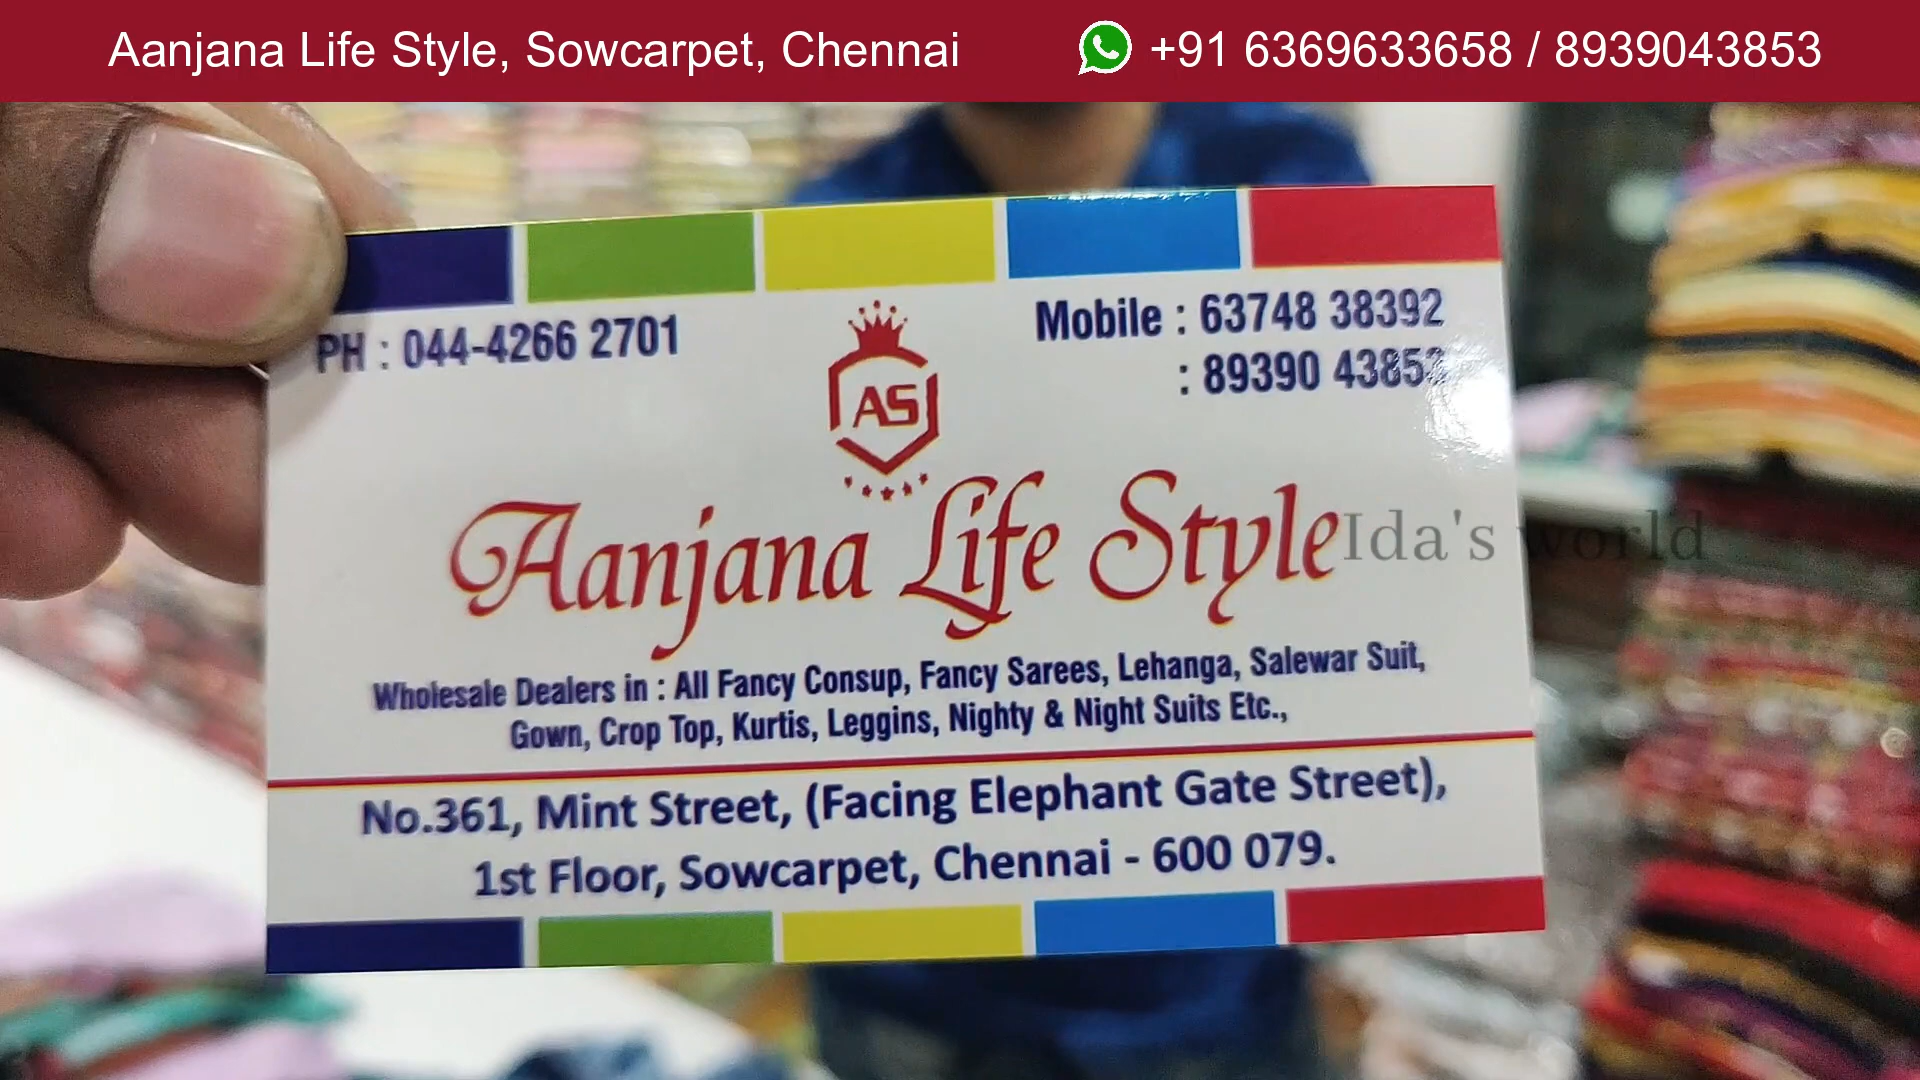 Aanjana Life Style, Sowcarpet, Chennai
+91 6369633658 / 8939043853
PH : 044-4266 2701
Mobile : 63748 38392
: 89390 43853
AS
Aanjana Life Style
Ida's world
Wholesale Dealers in : All Fancy Consup, Fancy Sarees, Lehanga, Salewar Suit,
Gown, Crop Top, Kurtis, Leggins, Nighty & Night Suits Etc.,
No.361, Mint Street, (Facing Elephant Gate Street),
1st Floor, Sowcarpet, Chennai - 600 079.